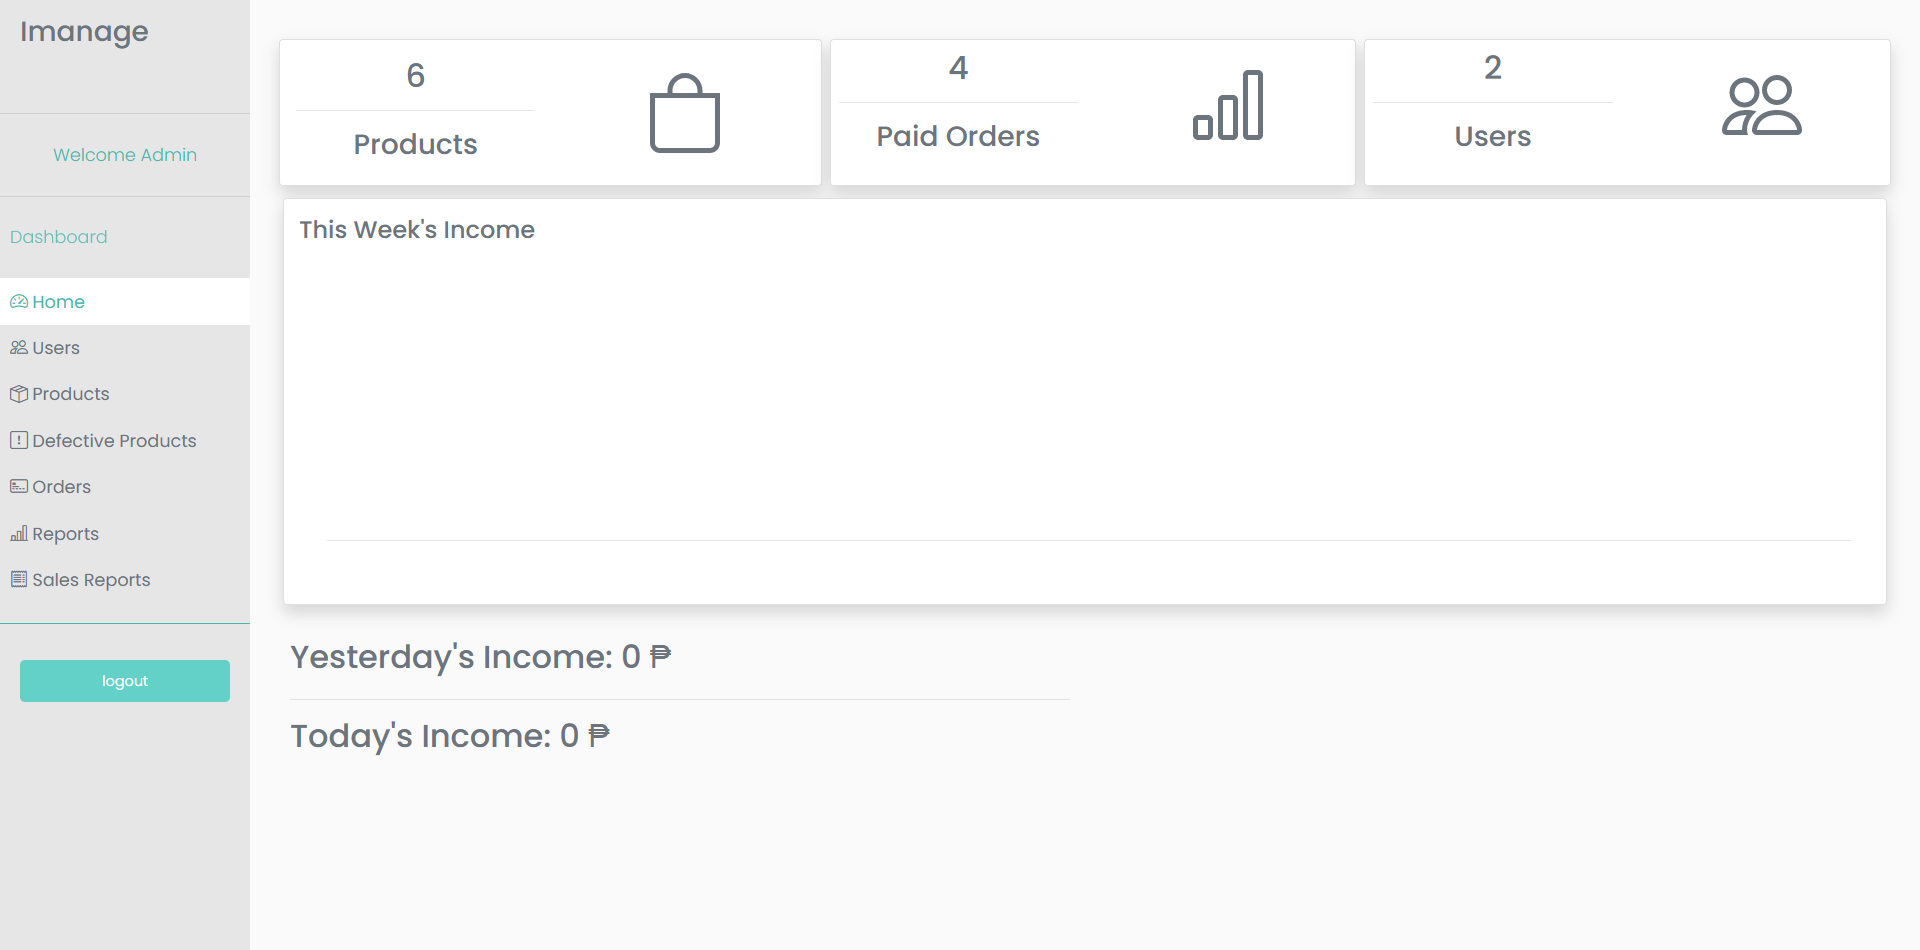 Imanage
Welcome Admin
Dashboard
Home
Users
Products
Defective Products
Orders
Reports
Sales Reports
logout
6
Products
4
Paid Orders
2
Users
This Week's Income
Yesterday's Income: 0 ₱
Today's Income: 0 ₱